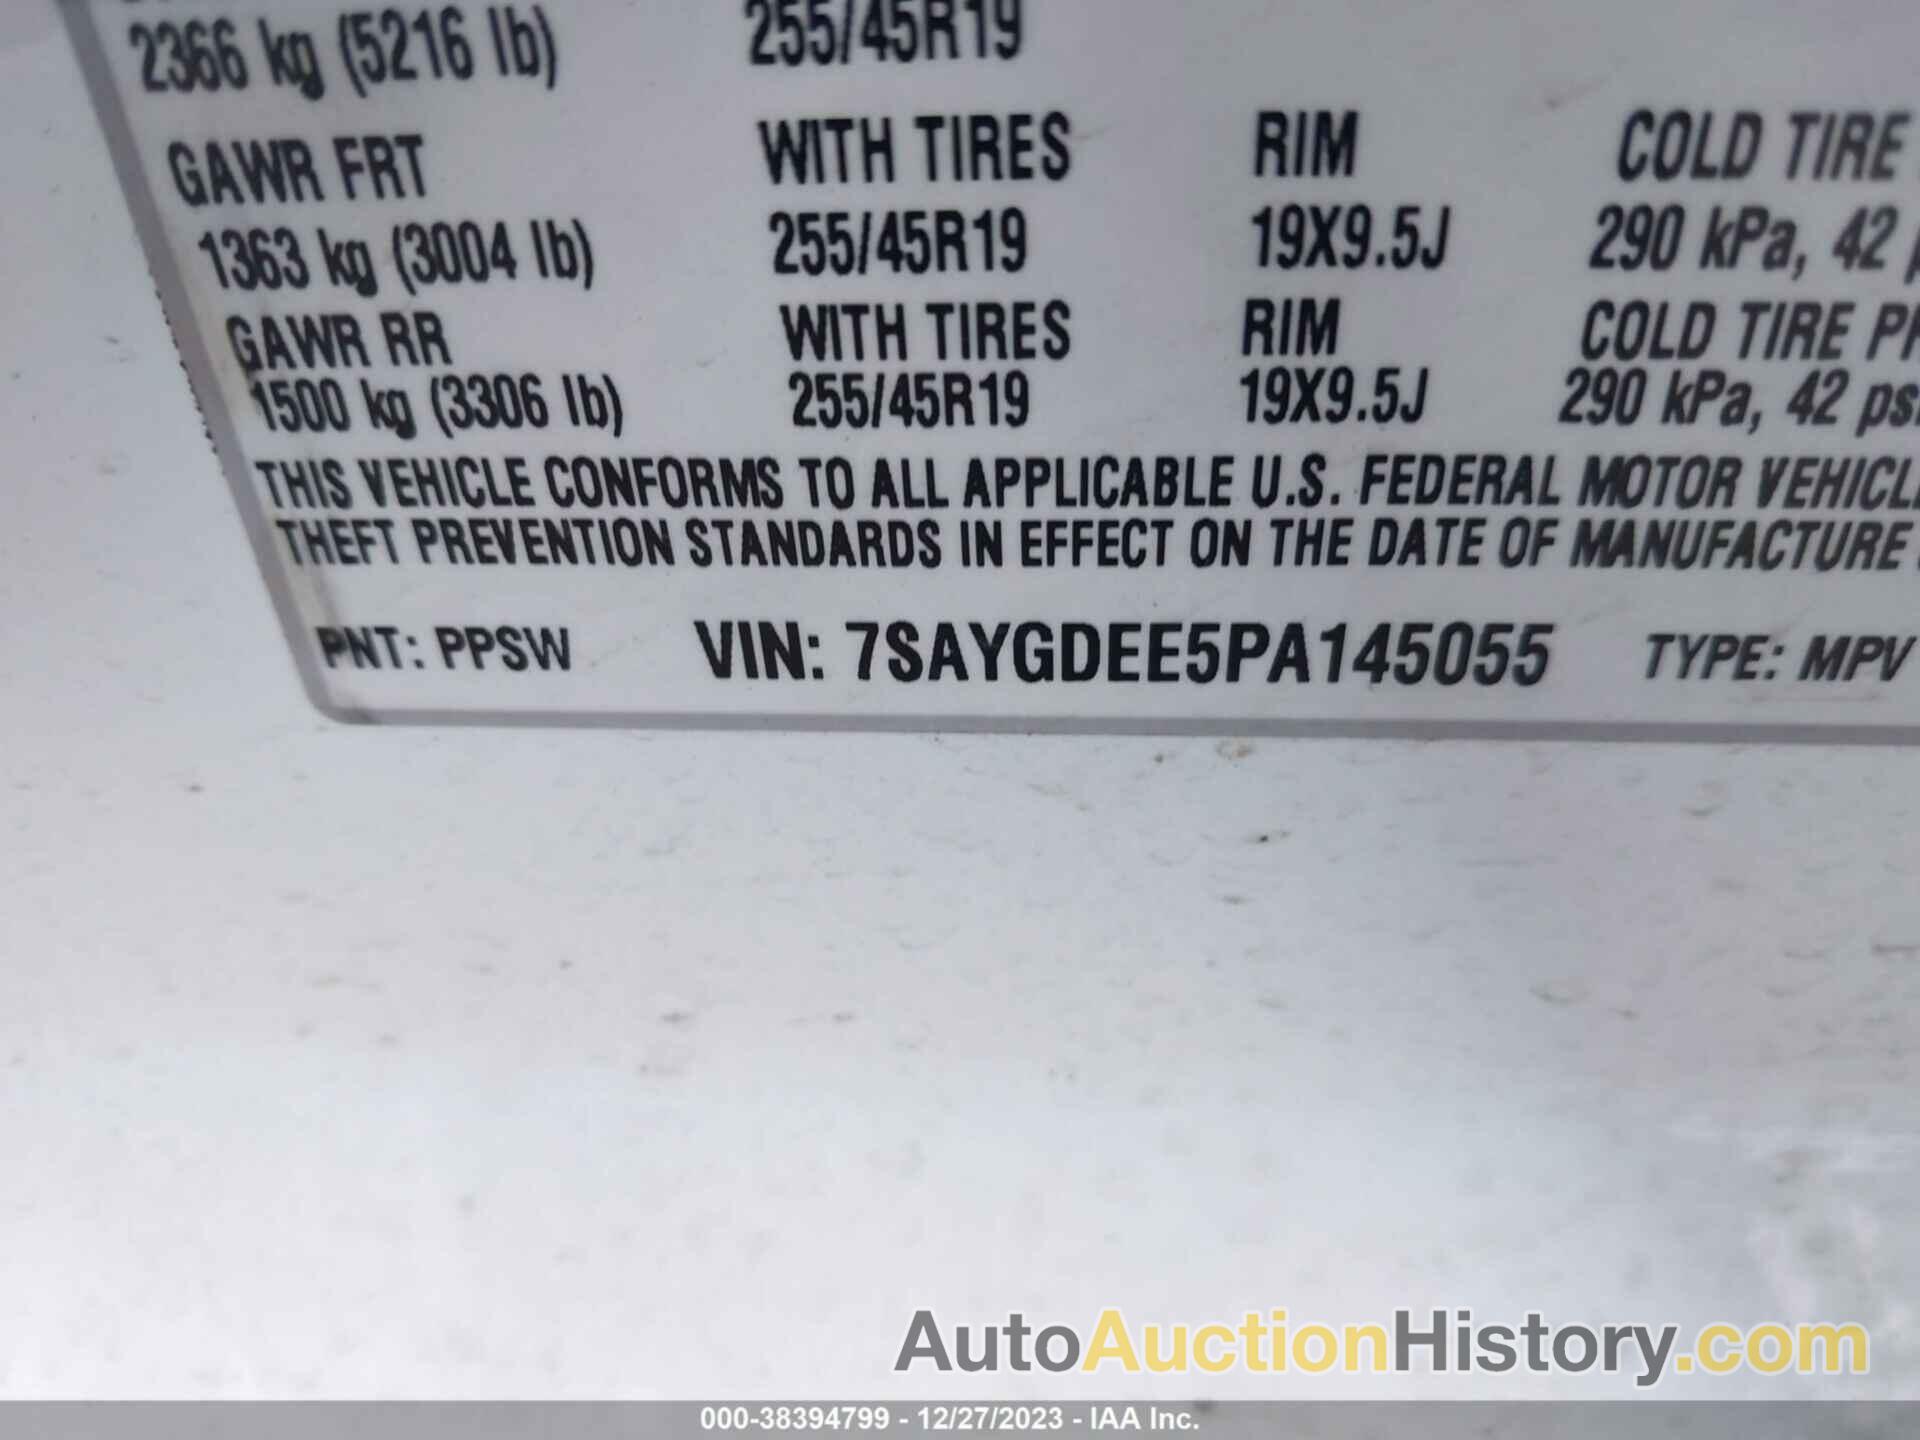 2366 kg (5216 lb) 255/45R19
GAWR FRT WITH TIRES RIM COLD TIRE
1363 kg (3004 lb) 255/45R19 19X9.5J 290 kPa, 42
GAWR RR WITH TIRES RIM COLD TIRE
1500 kg (3306 lb) 255/45R19 19X9.5J 290 kPa, 42 psi
THIS VEHICLE CONFORMS TO ALL APPLICABLE U.S. FEDERAL MOTOR VEHICLE
THEFT PREVENTION STANDARDS IN EFFECT ON THE DATE OF MANUFACTURE
PNT: PPSW VIN: 7SAYGDEE5PA145055 TYPE: MPV
AutoAuctionHistory.com
000-38394799 - 12/27/2023 - IAA Inc.